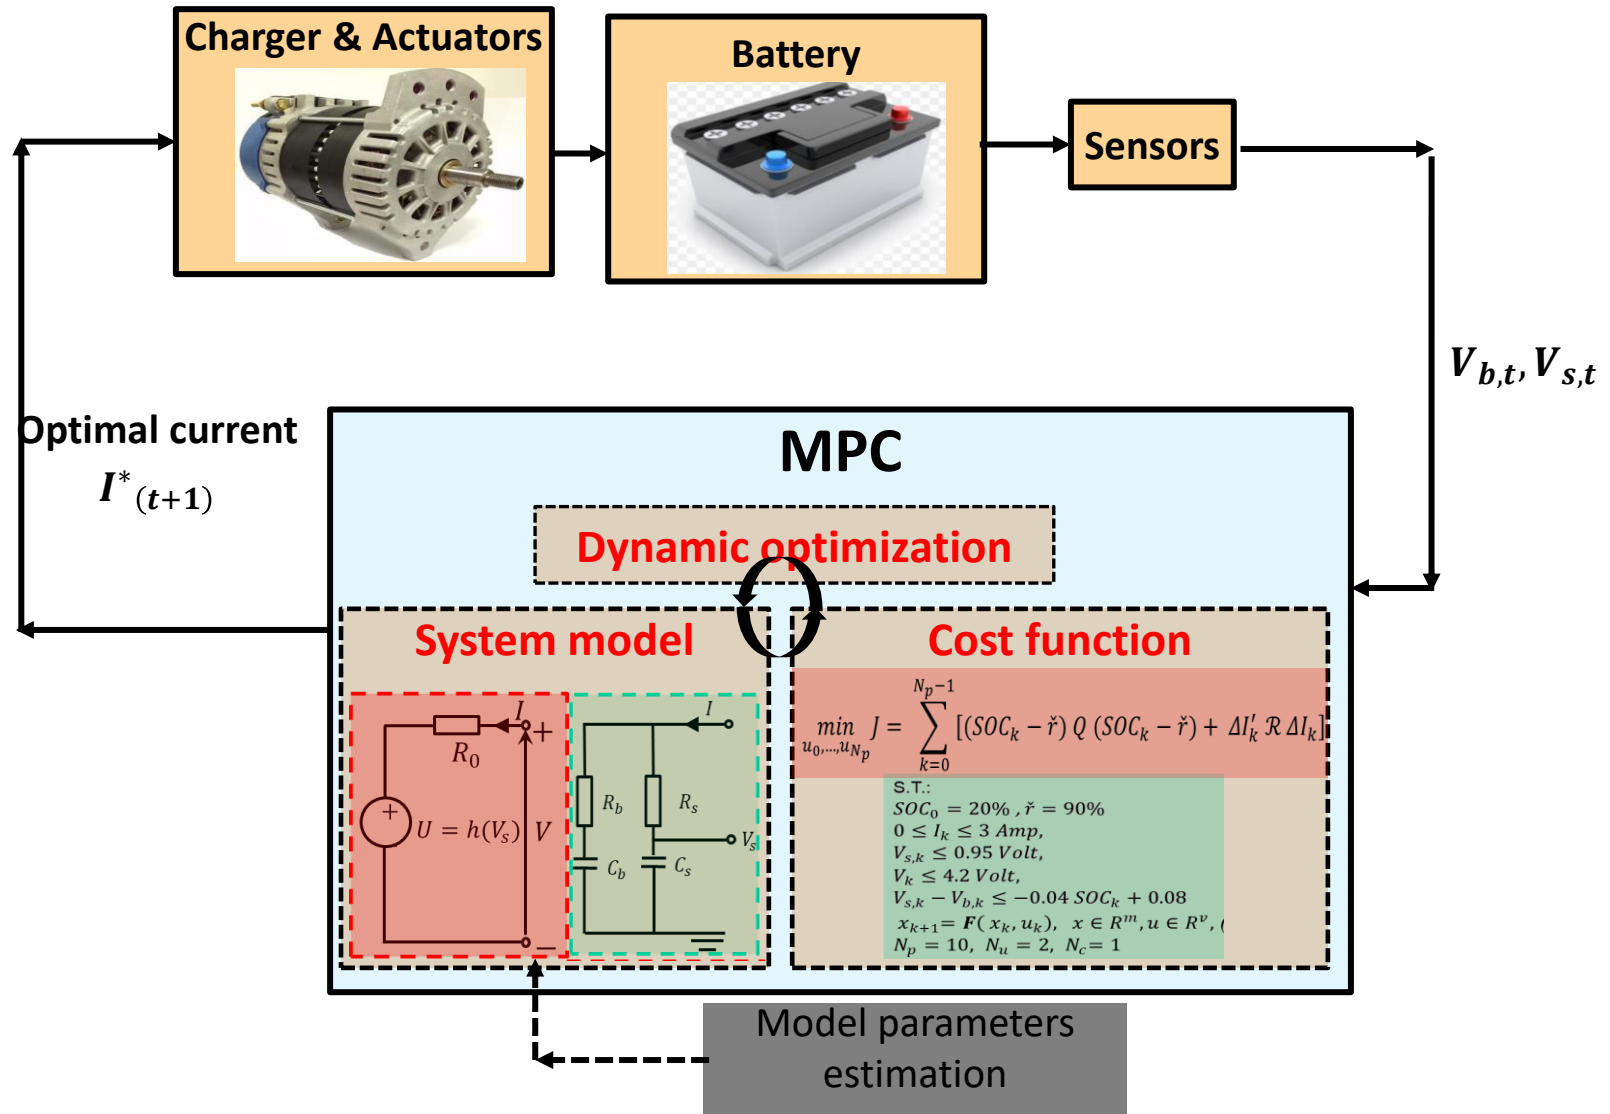 Charger & Actuators
Battery
Sensors
V_{b,t}, V_{s,t}
Optimal current
I^*_{(t+1)}
MPC
Dynamic optimization
System model
Cost function
I
+
R_0
+
U = h(V_s)
V
−
I
R_b
R_s
V_s
C_b
C_s
min_{u_0,…,u_{N_p}} J = ∑_{k=0}^{N_p−1} [(SOC_k − ř) Q (SOC_k − ř) + ΔI′_k ℛ ΔI_k]
S.T.:
SOC_0 = 20% , ř = 90%
0 ≤ I_k ≤ 3 Amp,
V_{s,k} ≤ 0.95 Volt,
V_k ≤ 4.2 Volt,
V_{s,k} − V_{b,k} ≤ −0.04 SOC_k + 0.08
x_{k+1} = F( x_k, u_k), x ∈ R^m, u ∈ R^v, (
N_p = 10, N_u = 2, N_c = 1
Model parameters
estimation